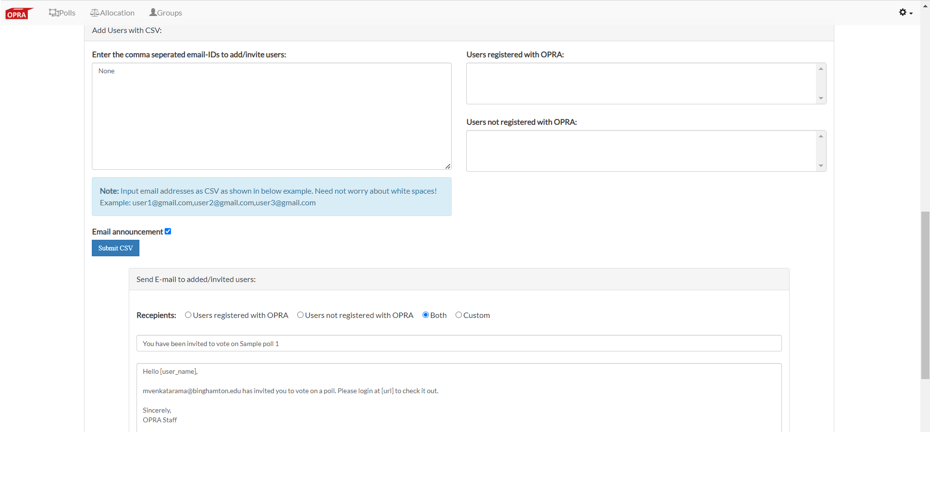 OPRA Polls Allocation Groups
Add Users with CSV:
Enter the comma seperated email-IDs to add/invite users:
None
Note: Input email addresses as CSV as shown in below example. Need not worry about white spaces!
Example: user1@gmail.com,user2@gmail.com,user3@gmail.com
Users registered with OPRA:
Users not registered with OPRA:
Email announcement
Submit CSV
Send E-mail to added/invited users:
Recepients: Users registered with OPRA Users not registered with OPRA Both Custom
You have been invited to vote on Sample poll 1
Hello [user_name],
mvenkatarama@binghamton.edu has invited you to vote on a poll. Please login at [url] to check it out.
Sincerely,
OPRA Staff